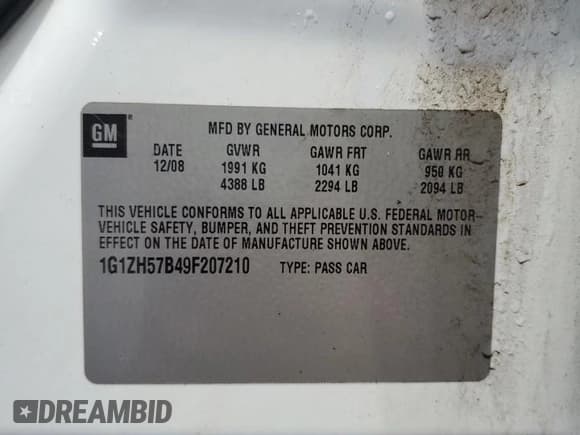 GM ®
MFD BY GENERAL MOTORS CORP.
DATE GVWR GAWR FRT GAWR RR
12/08 1991 KG 1041 KG 950 KG
4388 LB 2294 LB 2094 LB
THIS VEHICLE CONFORMS TO ALL APPLICABLE U.S. FEDERAL MOTOR-
VEHICLE SAFETY, BUMPER, AND THEFT PREVENTION STANDARDS IN
EFFECT ON THE DATE OF MANUFACTURE SHOWN ABOVE.
1G1ZH57B49F207210 TYPE: PASS CAR
DREAMBID